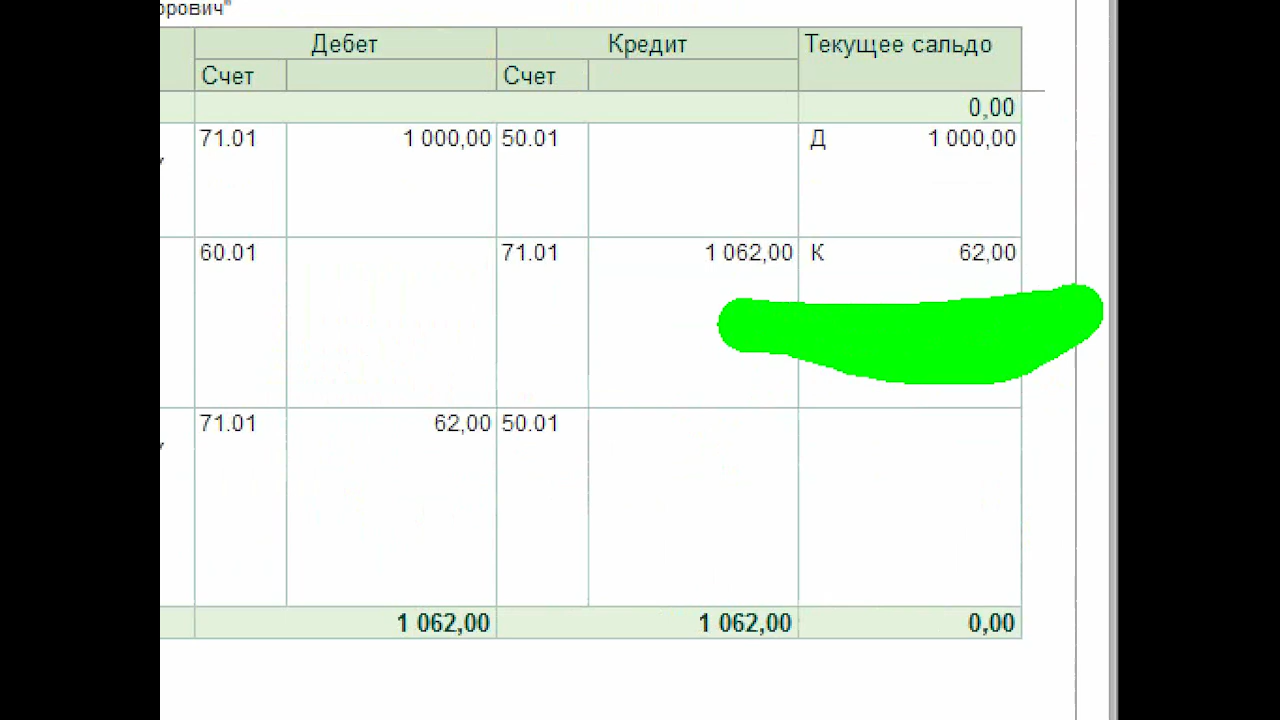 орович"
Дебет Кредит Текущее сальдо
Счет Счет
0,00
71.01 1 000,00 50.01 Д 1 000,00
60.01 71.01 1 062,00 К 62,00
71.01 62,00 50.01
1 062,00 1 062,00 0,00